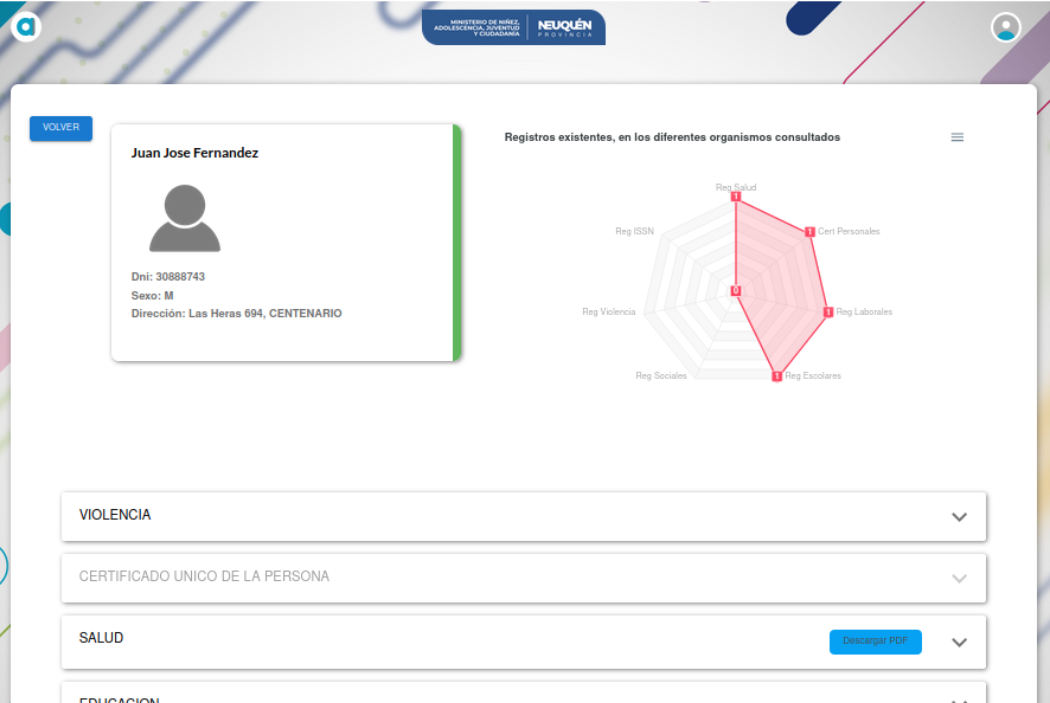 a
MINISTERIO DE NIÑEZ,
ADOLESCENCIA, JUVENTUD
Y CIUDADANÍA
NEUQUÉN
PROVINCIA
VOLVER
Juan Jose Fernandez
Dni: 30888743
Sexo: M
Dirección: Las Heras 694, CENTENARIO
Registros existentes, en los diferentes organismos consultados
Reg Salud
1
Reg ISSN
1
Cert Personales
0
Reg Violencia
1
Reg Laborales
Reg Sociales
1
Reg Escolares
VIOLENCIA
CERTIFICADO UNICO DE LA PERSONA
SALUD
Descargar PDF
EDUCACION